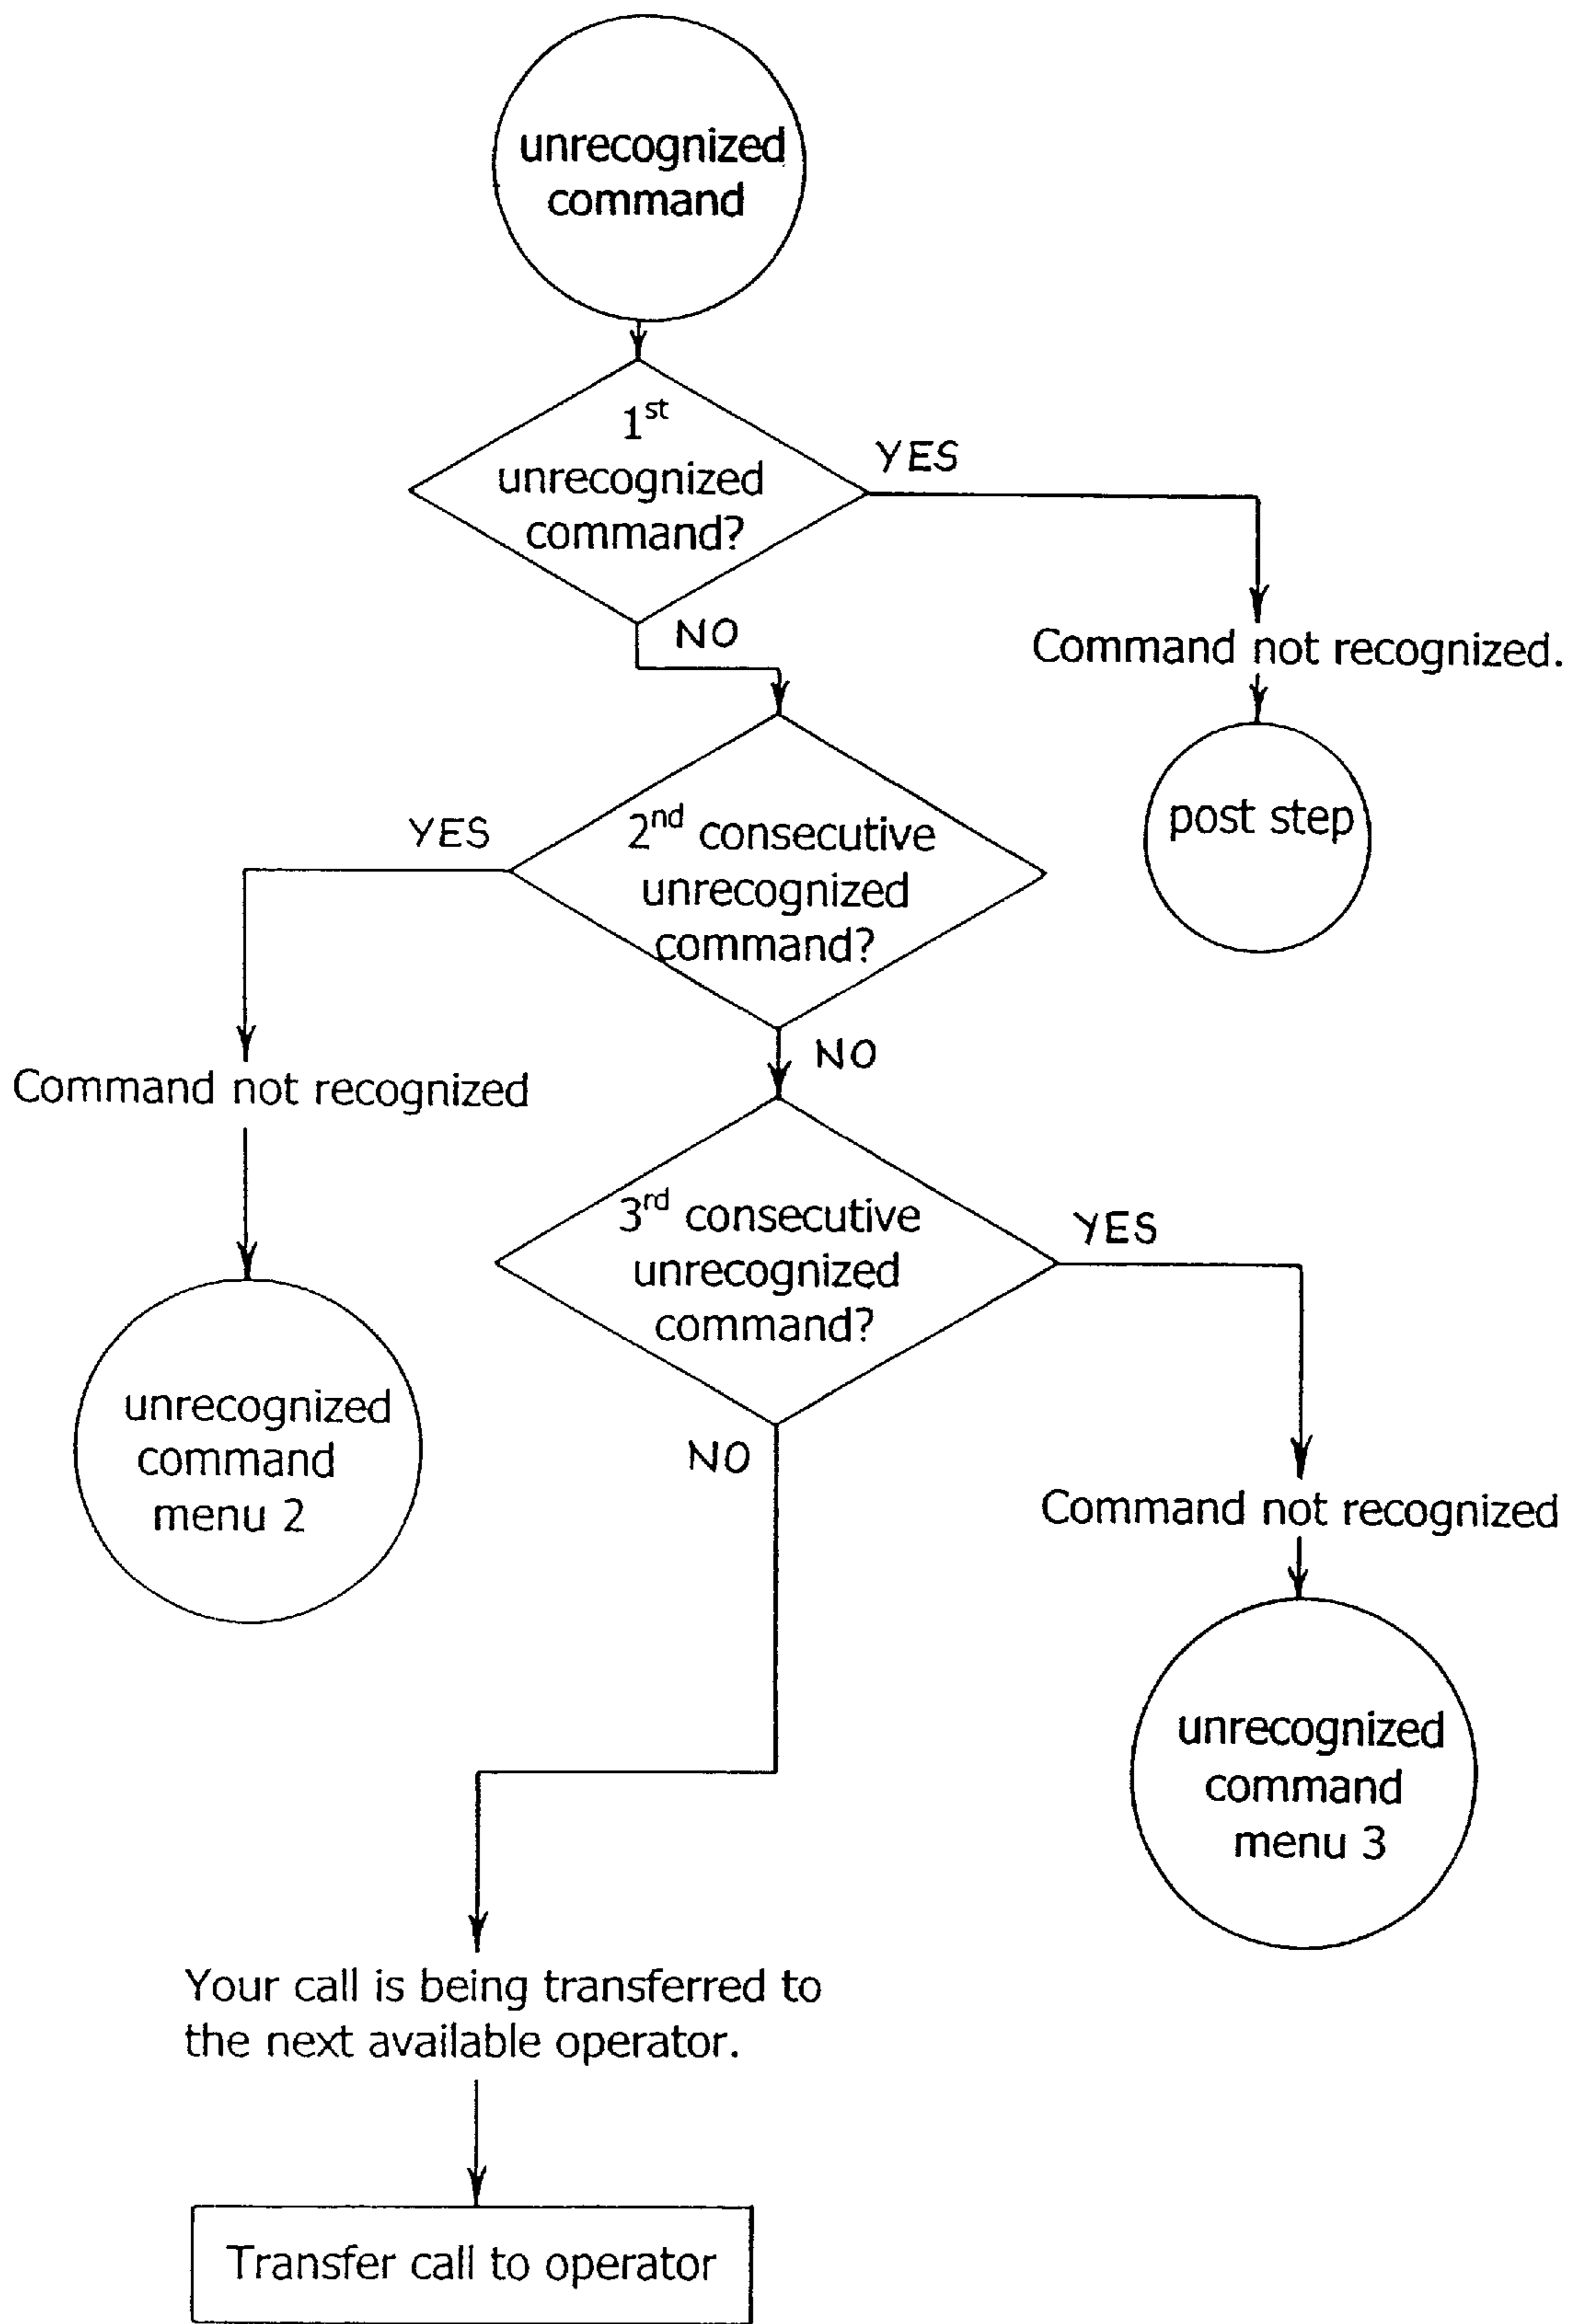 unrecognized
command
1st
unrecognized
command?
YES
NO
Command not recognized.
post step
2nd consecutive
unrecognized
command?
YES
NO
Command not recognized
unrecognized
command
menu 2
3rd consecutive
unrecognized
command?
YES
NO
Command not recognized
unrecognized
command
menu 3
Your call is being transferred to
the next available operator.
Transfer call to operator